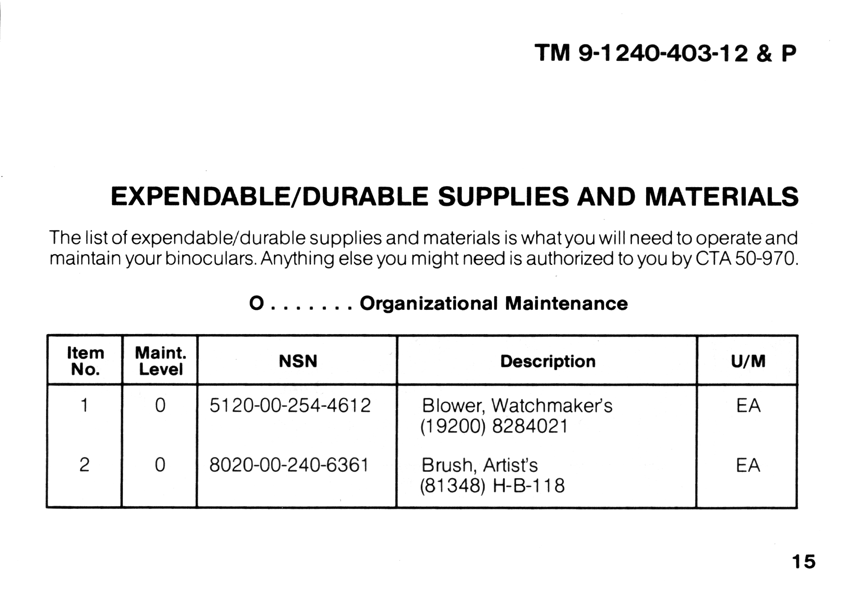 TM 9-1240-403-12 & P
EXPENDABLE/DURABLE SUPPLIES AND MATERIALS
The list of expendable/durable supplies and materials is what you will need to operate and
maintain your binoculars. Anything else you might need is authorized to you by CTA 50-970.
O . . . . . . . Organizational Maintenance
Item No. Maint. Level NSN Description U/M
1 O 5120-00-254-4612 Blower, Watchmaker's EA
(19200) 8284021
2 O 8020-00-240-6361 Brush, Artist's EA
(81348) H-B-118
15